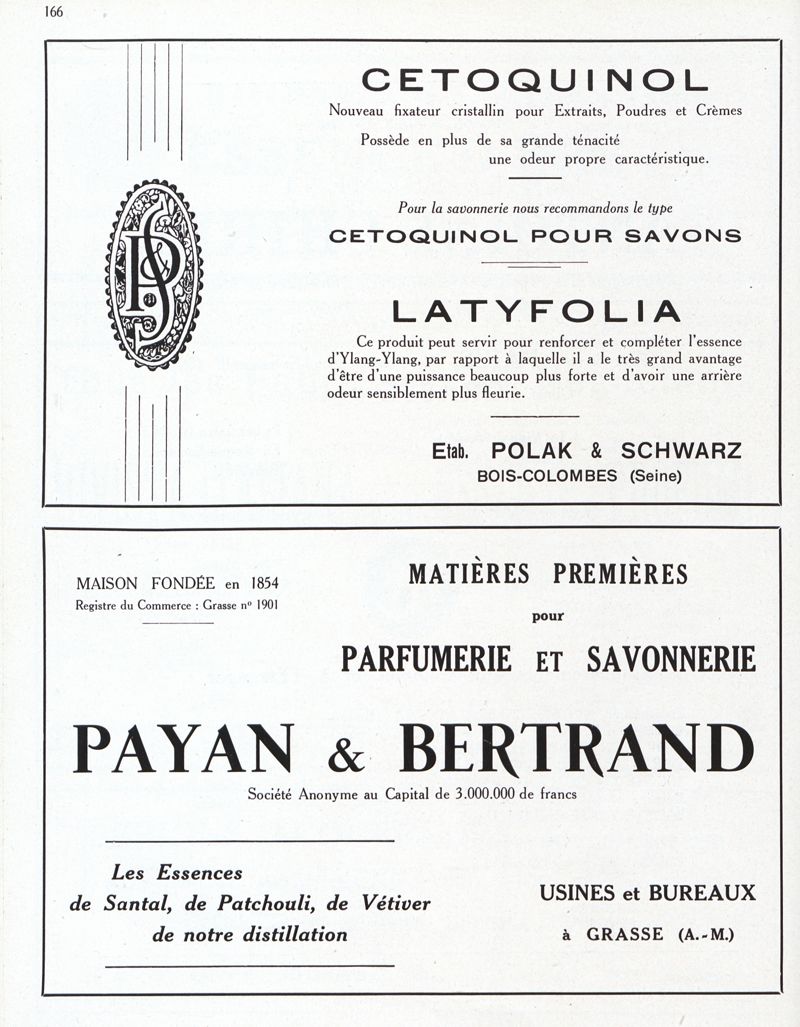 166
CETOQUINOL
Nouveau fixateur cristallin pour Extraits, Poudres et Crèmes
Possède en plus de sa grande ténacité
une odeur propre caractéristique.
Pour la savonnerie nous recommandons le type
CETOQUINOL POUR SAVONS
LATYFOLIA
Ce produit peut servir pour renforcer et compléter l'essence
d'Ylang-Ylang, par rapport à laquelle il a le très grand avantage
d'être d'une puissance beaucoup plus forte et d'avoir une arrière
odeur sensiblement plus fleurie.
Etab. POLAK & SCHWARZ
BOIS-COLOMBES (Seine)
P & S
MAISON FONDÉE en 1854
Registre du Commerce : Grasse nº 1901
MATIÈRES PREMIÈRES
pour
PARFUMERIE ET SAVONNERIE
PAYAN & BERTRAND
Société Anonyme au Capital de 3.000.000 de francs
Les Essences
de Santal, de Patchouli, de Vétiver
de notre distillation
USINES et BUREAUX
à GRASSE (A.-M.)